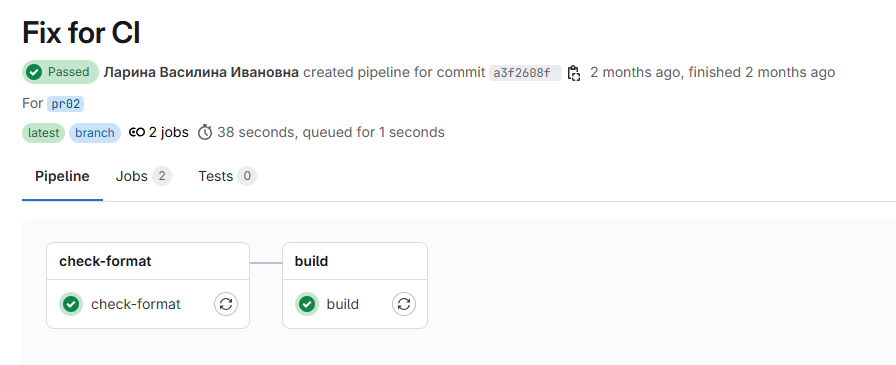 Fix for CI
Passed Ларина Василина Ивановна created pipeline for commit a3f2608f 2 months ago, finished 2 months ago
For pr02
latest branch 2 jobs 38 seconds, queued for 1 seconds
Pipeline Jobs 2 Tests 0
check-format build
check-format build